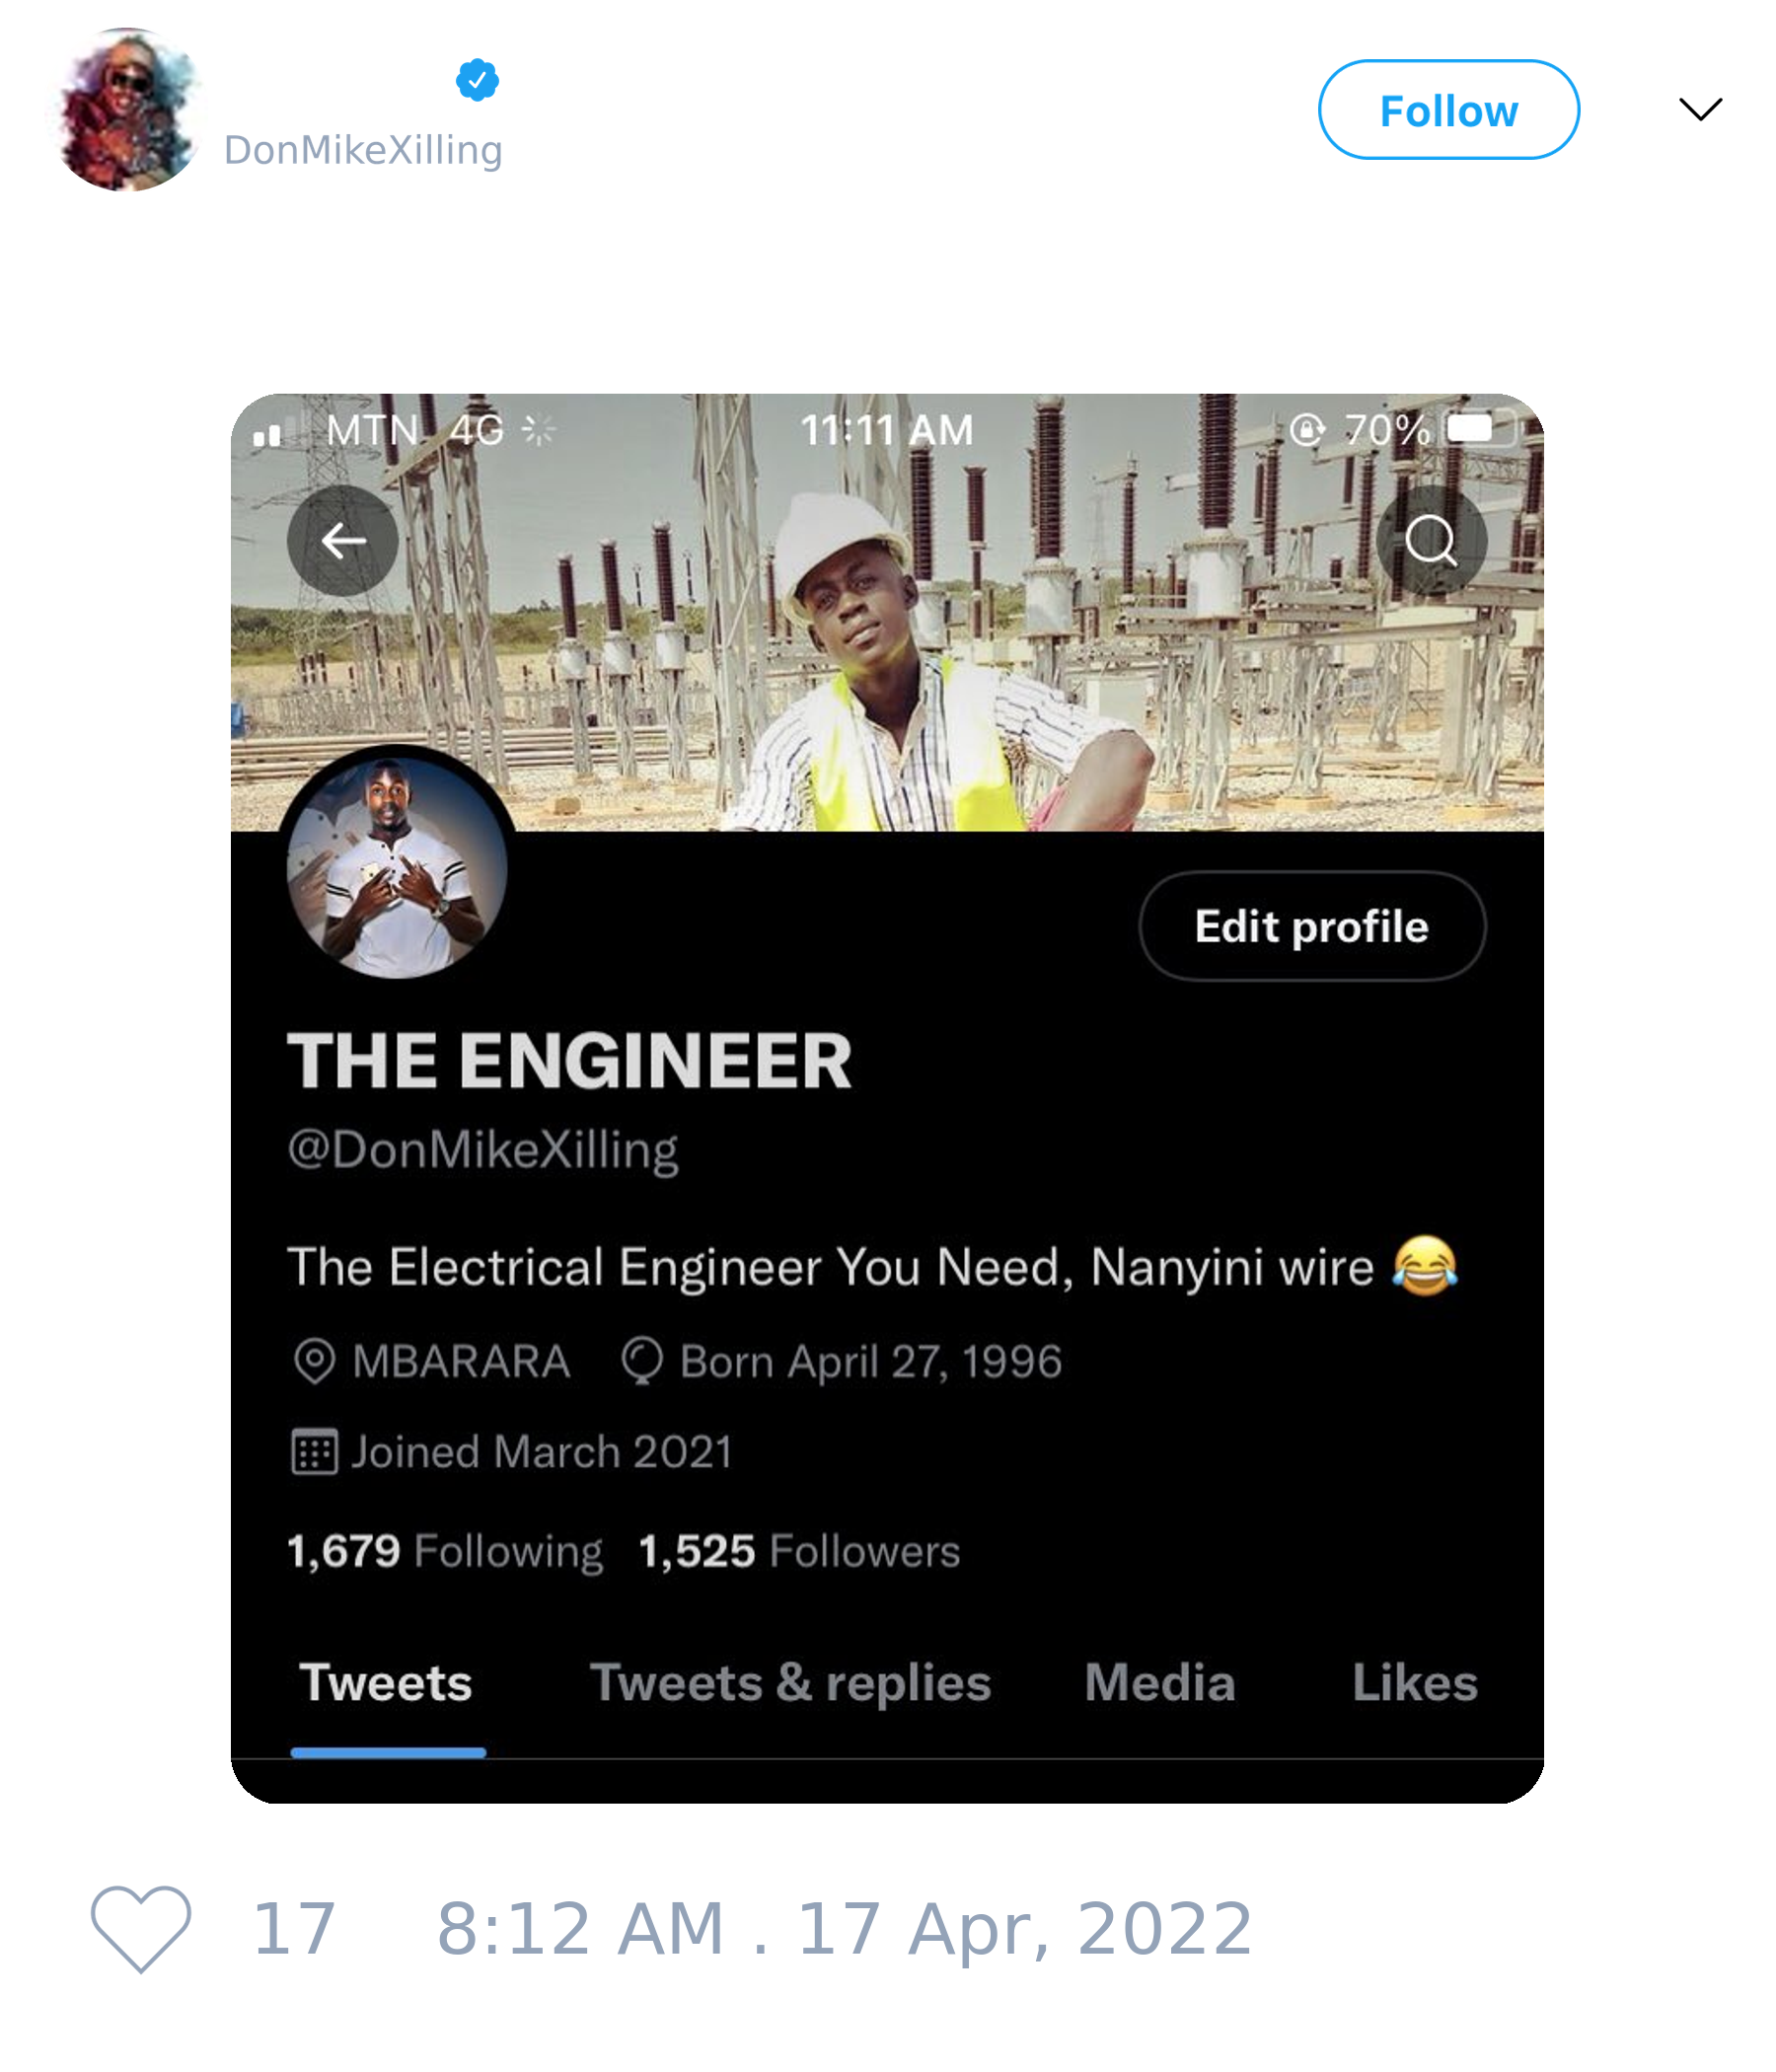 DonMikeXilling
Follow
MTN 4G
11:11 AM
70%
Edit profile
THE ENGINEER
@DonMikeXilling
The Electrical Engineer You Need, Nanyini wire 😂
MBARARA Born April 27, 1996
Joined March 2021
1,679 Following 1,525 Followers
Tweets Tweets & replies Media Likes
17 8:12 AM . 17 Apr, 2022